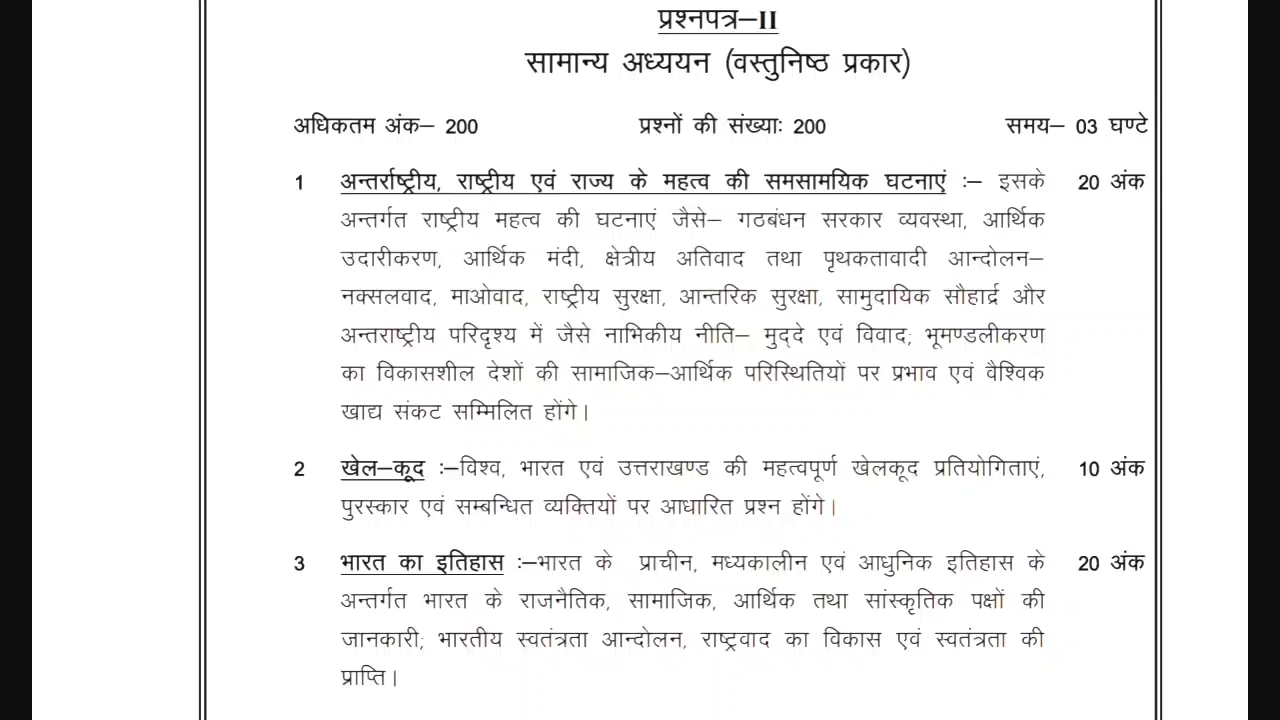 प्रश्नपत्र–II
सामान्य अध्ययन (वस्तुनिष्ठ प्रकार)
अधिकतम अंक– 200 प्रश्नों की संख्याः 200 समय– 03 घण्टे
1 अन्तर्राष्ट्रीय, राष्ट्रीय एवं राज्य के महत्व की समसामयिक घटनाएं :– इसके 20 अंक
अन्तर्गत राष्ट्रीय महत्व की घटनाएं जैसे– गठबंधन सरकार व्यवस्था, आर्थिक
उदारीकरण, आर्थिक मंदी, क्षेत्रीय अतिवाद तथा पृथकतावादी आन्दोलन–
नक्सलवाद, माओवाद, राष्ट्रीय सुरक्षा, आन्तरिक सुरक्षा, सामुदायिक सौहार्द्र और
अन्तराष्ट्रीय परिदृश्य में जैसे नाभिकीय नीति– मुद्दे एवं विवाद; भूमण्डलीकरण
का विकासशील देशों की सामाजिक–आर्थिक परिस्थितियों पर प्रभाव एवं वैश्विक
खाद्य संकट सम्मिलित होंगे।
2 खेल–कूद :–विश्व, भारत एवं उत्तराखण्ड की महत्वपूर्ण खेलकूद प्रतियोगिताएं, 10 अंक
पुरस्कार एवं सम्बन्धित व्यक्तियों पर आधारित प्रश्न होंगे।
3 भारत का इतिहास :–भारत के प्राचीन, मध्यकालीन एवं आधुनिक इतिहास के 20 अंक
अन्तर्गत भारत के राजनैतिक, सामाजिक, आर्थिक तथा सांस्कृतिक पक्षों की
जानकारी; भारतीय स्वतंत्रता आन्दोलन, राष्ट्रवाद का विकास एवं स्वतंत्रता की
प्राप्ति।